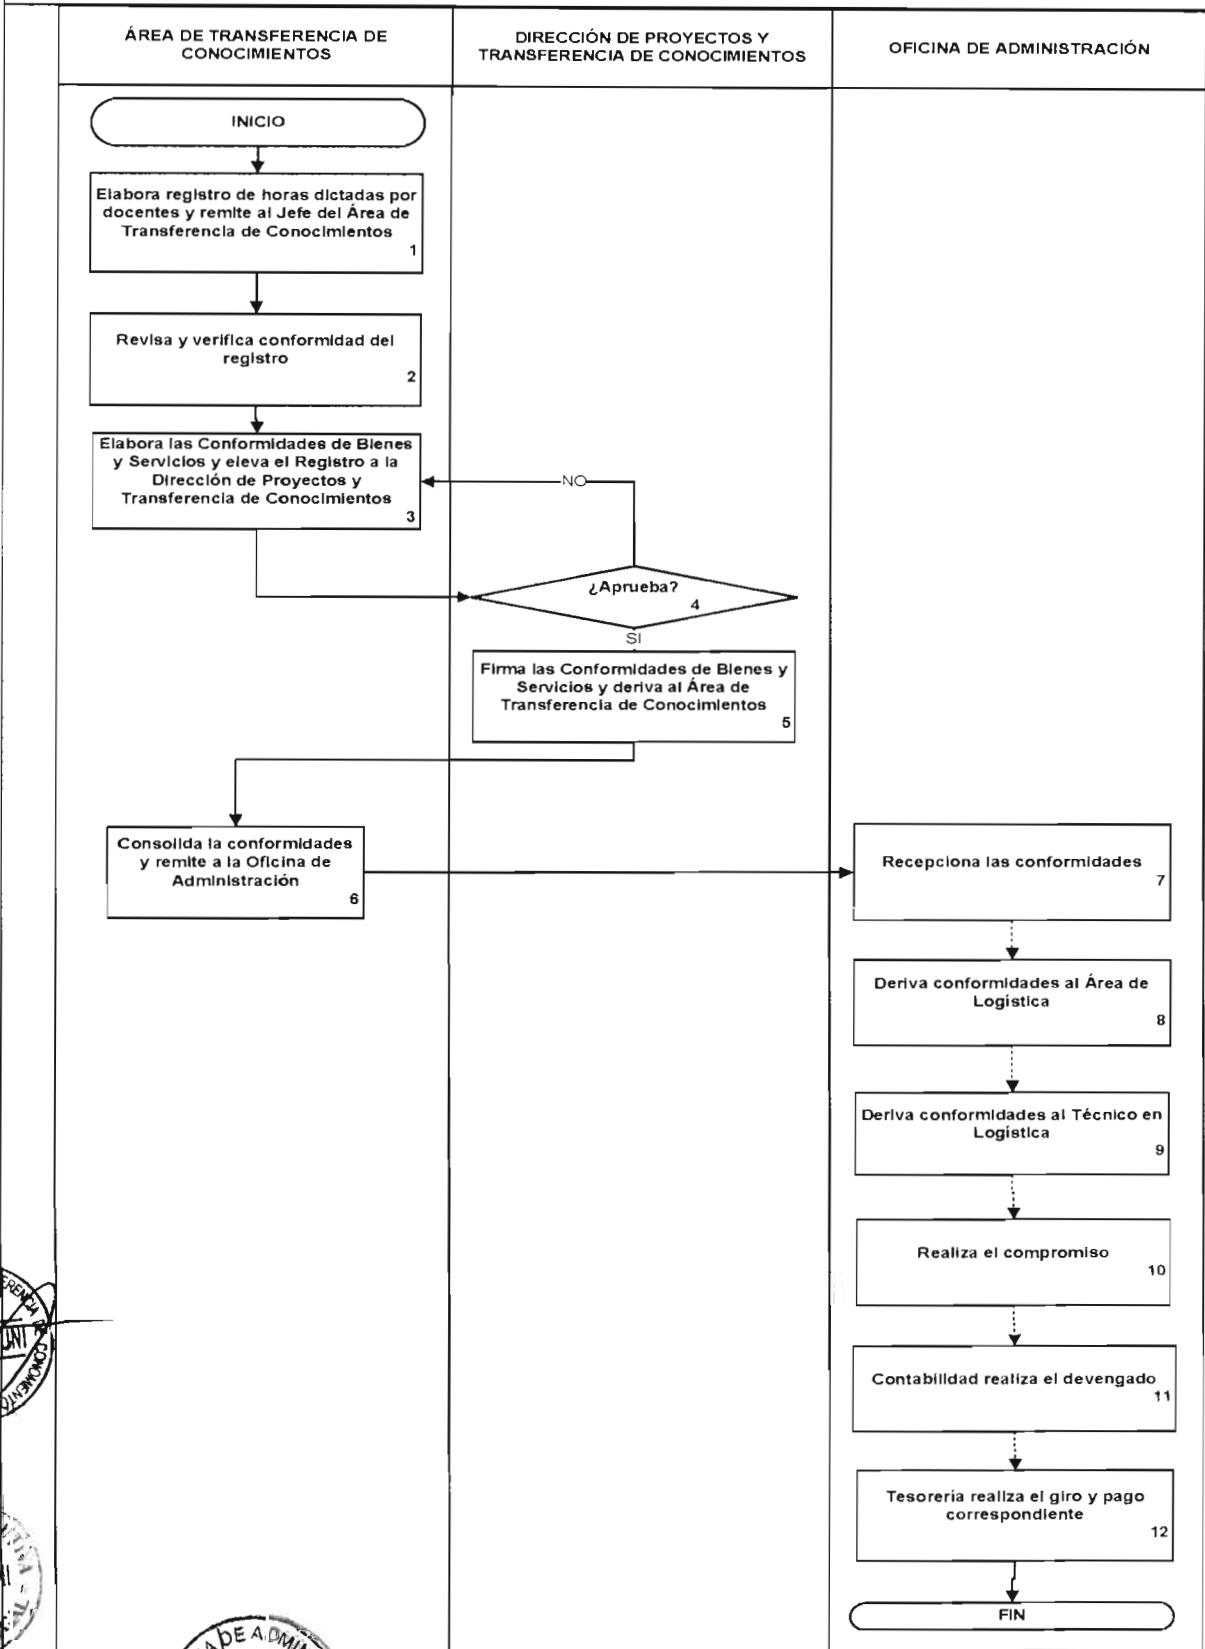 ÁREA DE TRANSFERENCIA DE
CONOCIMIENTOS
DIRECCIÓN DE PROYECTOS Y
TRANSFERENCIA DE CONOCIMIENTOS
OFICINA DE ADMINISTRACIÓN
INICIO
Elabora registro de horas dictadas por
docentes y remite al Jefe del Área de
Transferencia de Conocimientos
1
Revisa y verifica conformidad del
registro
2
Elabora las Conformidades de Bienes
y Servicios y eleva el Registro a la
Dirección de Proyectos y
Transferencia de Conocimientos
3
NO
¿Aprueba?
4
SI
Firma las Conformidades de Bienes y
Servicios y deriva al Área de
Transferencia de Conocimientos
5
Consolida la conformidades
y remite a la Oficina de
Administración
6
Recepciona las conformidades
7
Deriva conformidades al Área de
Logística
8
Deriva conformidades al Técnico en
Logística
9
Realiza el compromiso
10
Contabilidad realiza el devengado
11
Tesorería realiza el giro y pago
correspondiente
12
FIN
UNI
DE